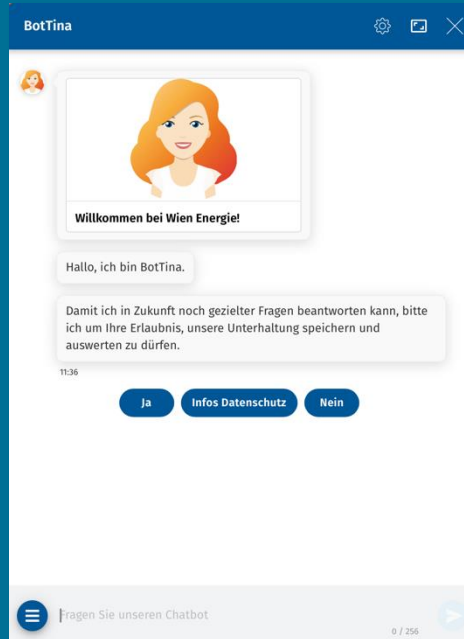 BotTina
Willkommen bei Wien Energie!
Hallo, ich bin BotTina.
Damit ich in Zukunft noch gezielter Fragen beantworten kann, bitte
ich um Ihre Erlaubnis, unsere Unterhaltung speichern und
auswerten zu dürfen.
11:36
Ja
Infos Datenschutz
Nein
Fragen Sie unseren Chatbot
0 / 256